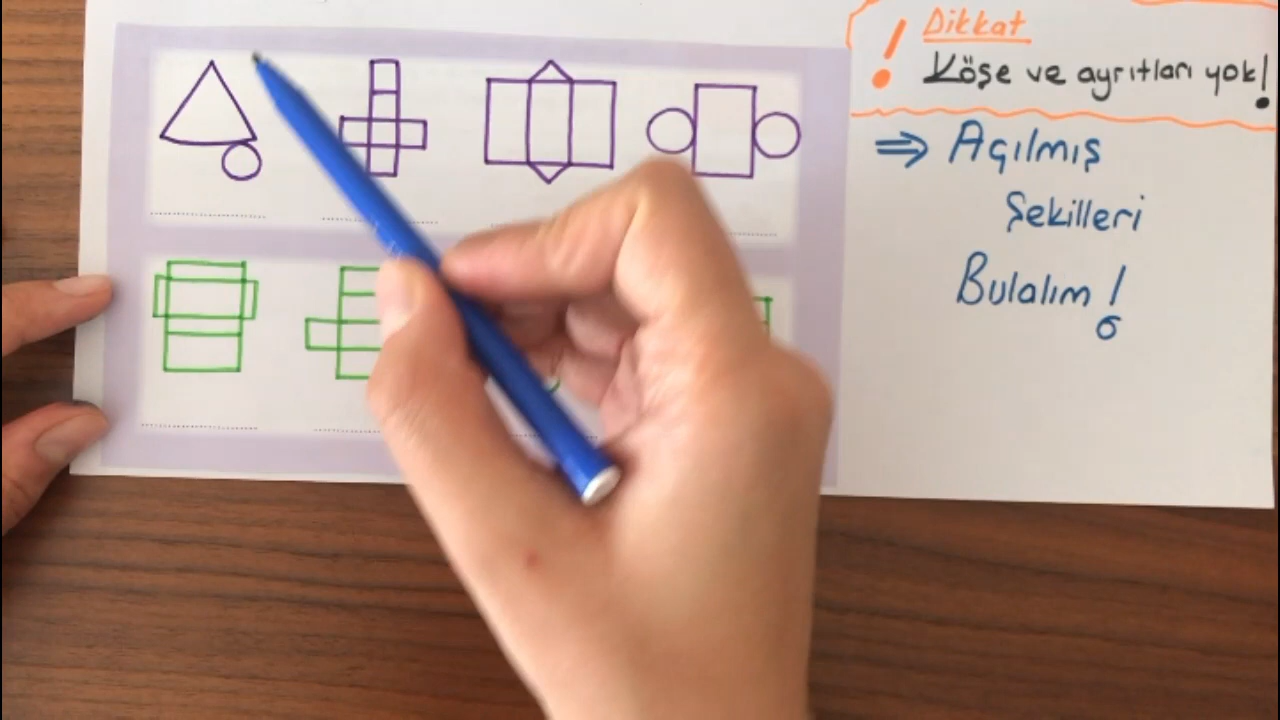 Dikkat
Köşe ve ayrıtları yok!
⇒ Açılmış
Şekilleri
Bulalım!